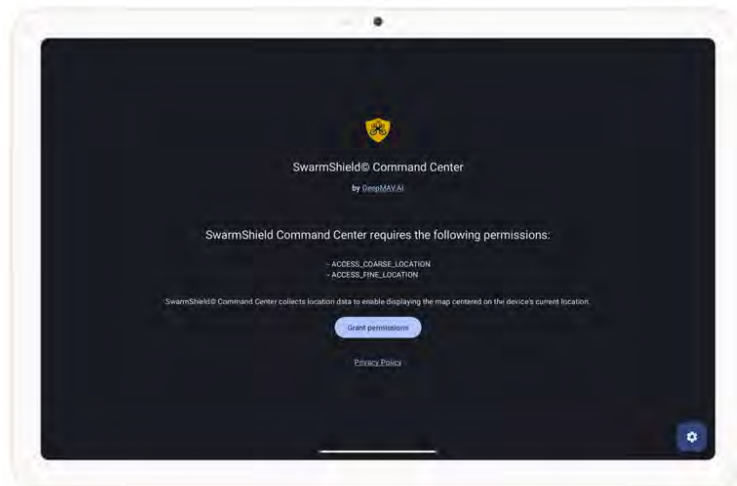 SwarmShield© Command Center
by DeepMAV.AI
SwarmShield Command Center requires the following permissions:
- ACCESS_COARSE_LOCATION
- ACCESS_FINE_LOCATION
SwarmShield© Command Center collects location data to enable displaying the map centered on the device's current location.
Grant permissions
Privacy Policy